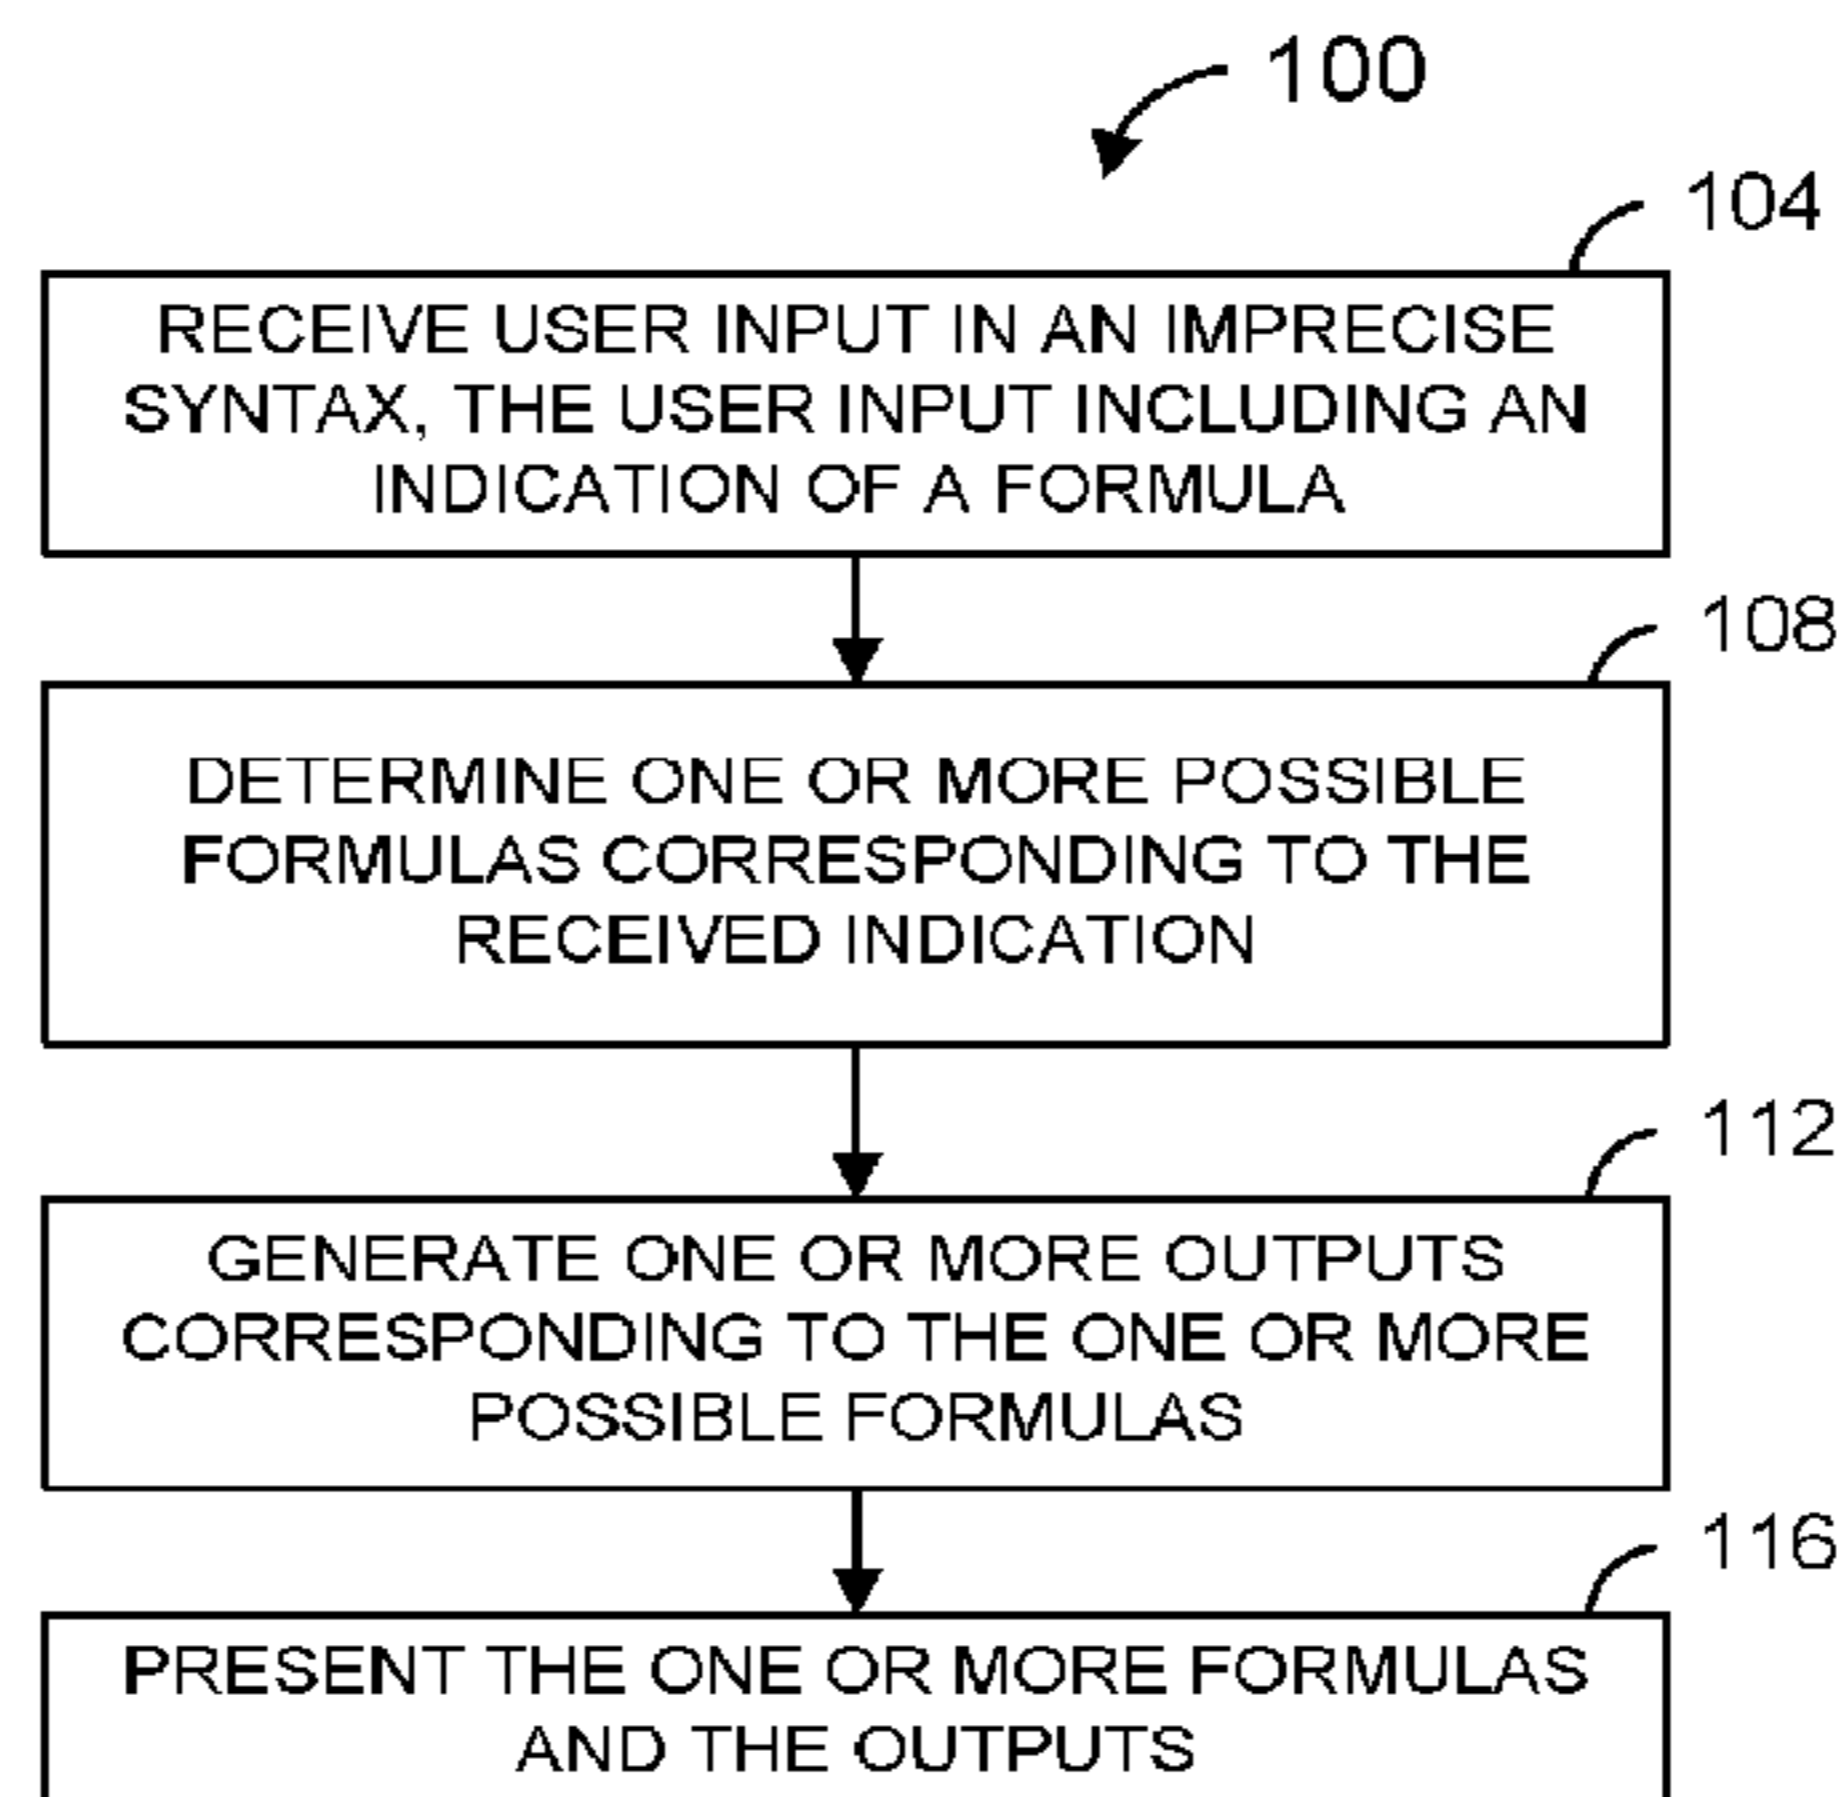 100
104
RECEIVE USER INPUT IN AN IMPRECISE
SYNTAX, THE USER INPUT INCLUDING AN
INDICATION OF A FORMULA
108
DETERMINE ONE OR MORE POSSIBLE
FORMULAS CORRESPONDING TO THE
RECEIVED INDICATION
112
GENERATE ONE OR MORE OUTPUTS
CORRESPONDING TO THE ONE OR MORE
POSSIBLE FORMULAS
116
PRESENT THE ONE OR MORE FORMULAS
AND THE OUTPUTS